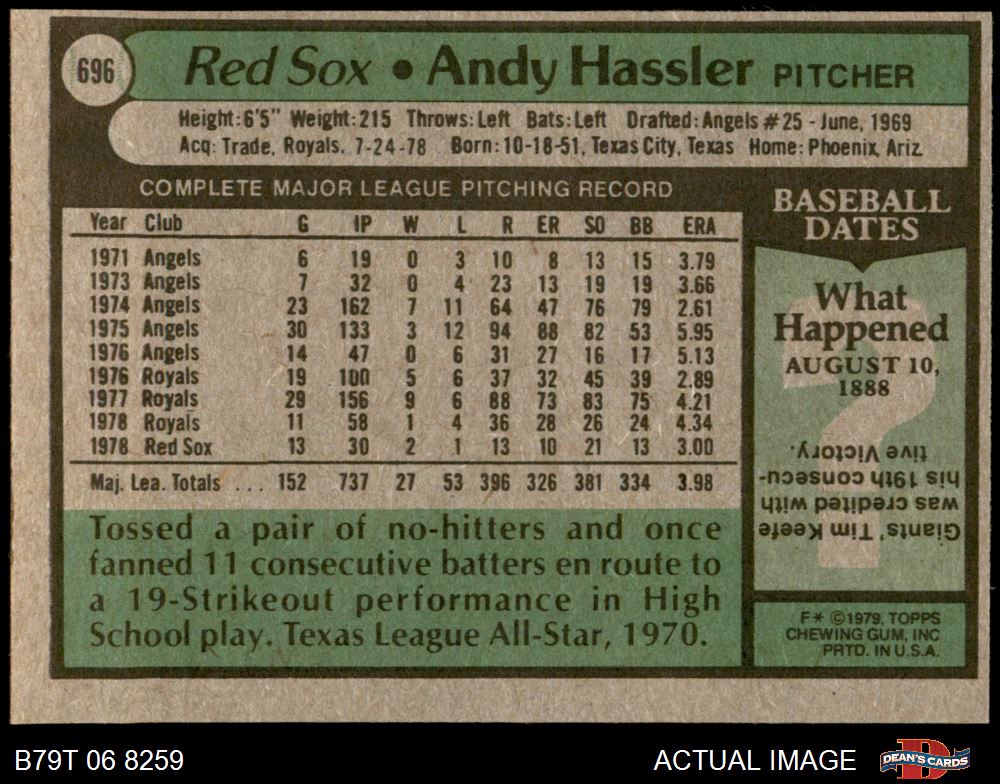 696
Red Sox • Andy Hassler PITCHER
Height:6'5" Weight:215 Throws:Left Bats:Left Drafted:Angels #25 - June, 1969
Acq: Trade, Royals, 7-24-78 Born:10-18-51, Texas City, Texas Home: Phoenix, Ariz.
COMPLETE MAJOR LEAGUE PITCHING RECORD
Year Club G IP W L R ER SO BB ERA
1971 Angels 6 19 0 3 10 8 13 15 3.79
1973 Angels 7 32 0 4 23 13 19 19 3.66
1974 Angels 23 162 7 11 64 47 76 79 2.61
1975 Angels 30 133 3 12 94 88 82 53 5.95
1976 Angels 14 47 0 6 31 27 16 17 5.13
1976 Royals 19 100 5 6 37 32 45 39 2.89
1977 Royals 29 156 9 6 88 73 83 75 4.21
1978 Royals 11 58 1 4 36 28 26 24 4.34
1978 Red Sox 13 30 2 1 13 10 21 13 3.00
Maj. Lea. Totals ... 152 737 27 53 396 326 381 334 3.98
Tossed a pair of no-hitters and once
fanned 11 consecutive batters en route to
a 19-Strikeout performance in High
School play. Texas League All-Star, 1970.
BASEBALL
DATES
What
Happened
AUGUST 10,
1888
?
Giants' Tim Keefe
was credited with
his 19th consecu-
tive Victory.
F* ©1979, TOPPS
CHEWING GUM, INC
PRTD. IN U.S.A.
B79T 06 8259
ACTUAL IMAGE
DEAN'S CARDS